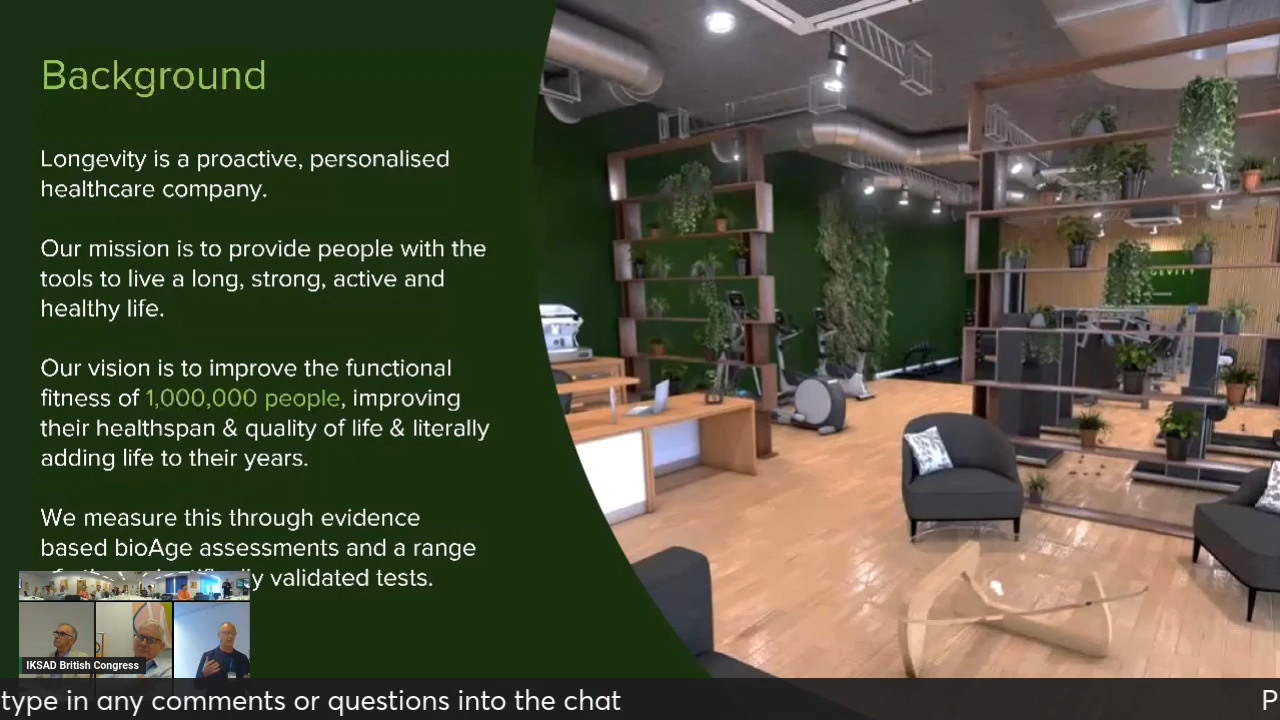 Background
Longevity is a proactive, personalised
healthcare company.
Our mission is to provide people with the
tools to live a long, strong, active and
healthy life.
Our vision is to improve the functional
fitness of 1,000,000 people, improving
their healthspan & quality of life & literally
adding life to their years.
We measure this through evidence
based bioAge assessments and a range
validated tests.
IKSAD British Congress
type in any comments or questions into the chat
P